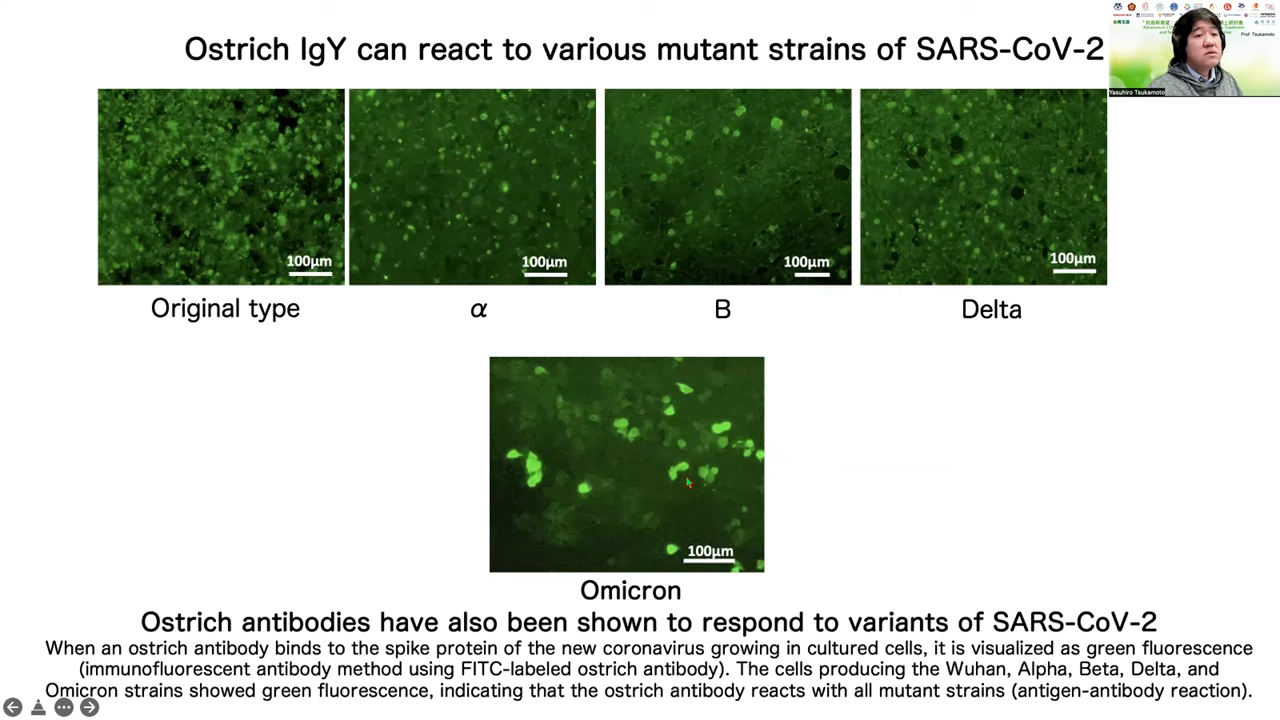 Ostrich IgY can react to various mutant strains of SARS-CoV-2
Prof. Tsukamoto
Yasuhiro Tsukamoto
100μm
100μm
100μm
100μm
Original type
α
B
Delta
100μm
Omicron
Ostrich antibodies have also been shown to respond to variants of SARS-CoV-2
When an ostrich antibody binds to the spike protein of the new coronavirus growing in cultured cells, it is visualized as green fluorescence
(immunofluorescent antibody method using FITC-labeled ostrich antibody). The cells producing the Wuhan, Alpha, Beta, Delta, and
Omicron strains showed green fluorescence, indicating that the ostrich antibody reacts with all mutant strains (antigen-antibody reaction).